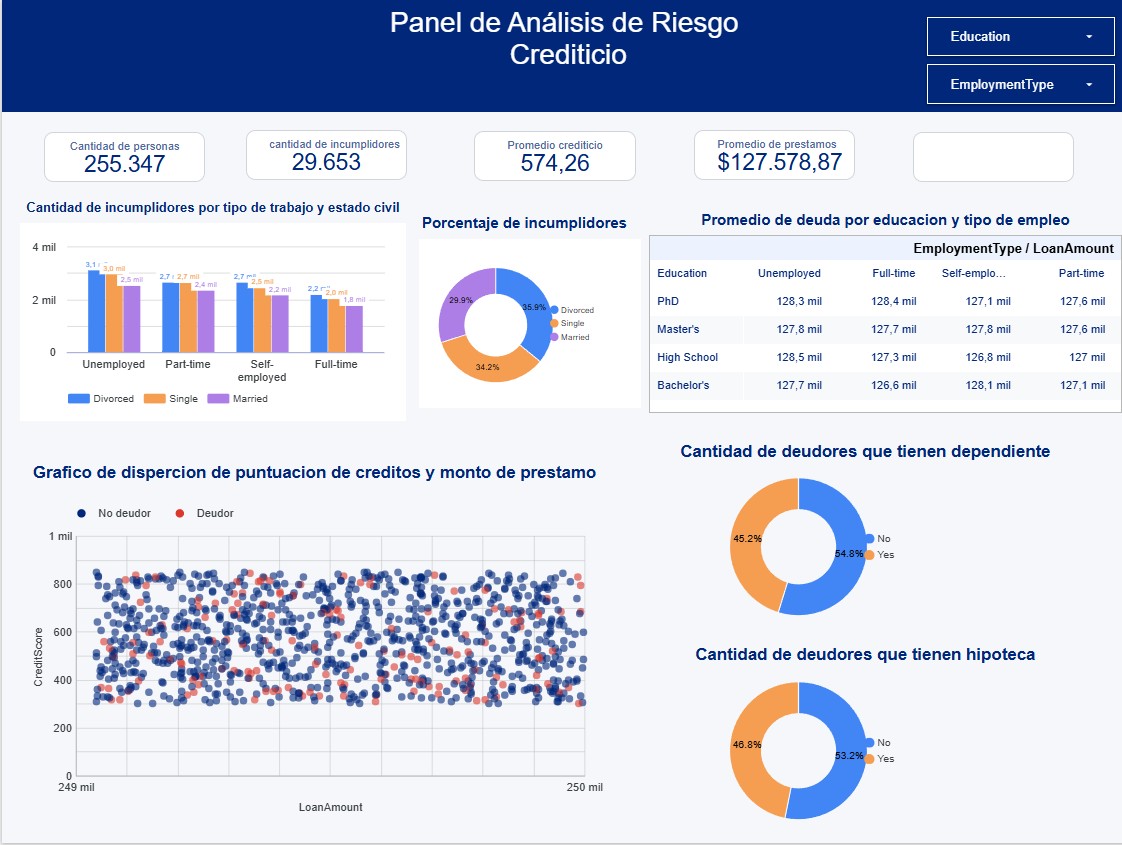 Panel de Análisis de Riesgo
Crediticio
Education
EmploymentType
Cantidad de personas
255.347
cantidad de incumplidores
29.653
Promedio crediticio
574,26
Promedio de prestamos
$127.578,87
Cantidad de incumplidores por tipo de trabajo y estado civil
4 mil
2 mil
0
3,1
3,0 mil
2,5 mil
2,7
2,7 mil
2,4 mil
2,7
2,5 mil
2,2 mil
2,2
2,0 mil
1,8 mil
Unemployed
Part-time
Self-
employed
Full-time
Divorced
Single
Married
Porcentaje de incumplidores
29.9%
35.9%
34.2%
Divorced
Single
Married
Promedio de deuda por educacion y tipo de empleo
EmploymentType / LoanAmount
Education Unemployed Full-time Self-emplo... Part-time
PhD 128,3 mil 128,4 mil 127,1 mil 127,6 mil
Master's 127,8 mil 127,7 mil 127,8 mil 127,6 mil
High School 128,5 mil 127,3 mil 126,8 mil 127 mil
Bachelor's 127,7 mil 126,6 mil 128,1 mil 127,1 mil
Grafico de dispercion de puntuacion de creditos y monto de prestamo
No deudor
Deudor
1 mil
800
600
400
200
0
CreditScore
249 mil
250 mil
LoanAmount
Cantidad de deudores que tienen dependiente
45.2%
54.8%
No
Yes
Cantidad de deudores que tienen hipoteca
46.8%
53.2%
No
Yes